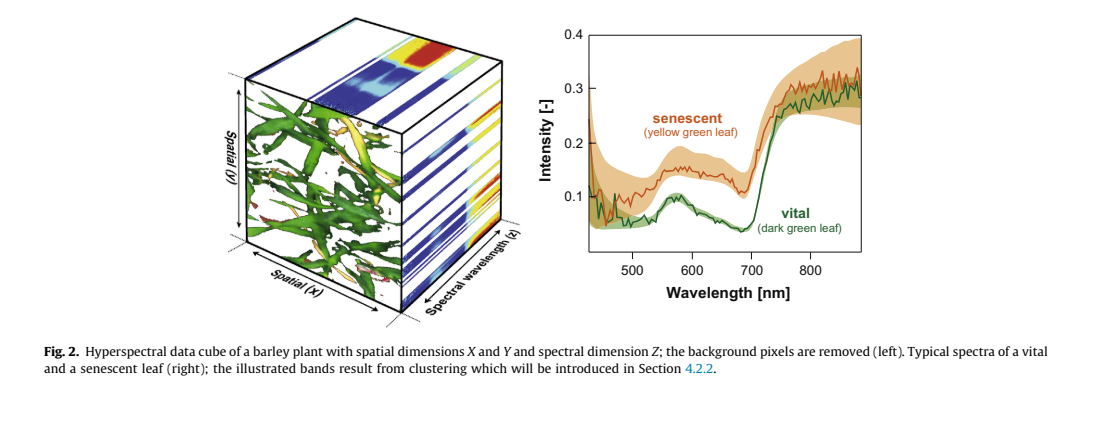 Spatial (y)
Spatial (x)
Spectral wavelength (z)
0.4
0.3
0.2
0.1
Intensity [-]
senescent
(yellow green leaf)
vital
(dark green leaf)
500 600 700 800
Wavelength [nm]
Fig. 2. Hyperspectral data cube of a barley plant with spatial dimensions X and Y and spectral dimension Z; the background pixels are removed (left). Typical spectra of a vital
and a senescent leaf (right); the illustrated bands result from clustering which will be introduced in Section 4.2.2.